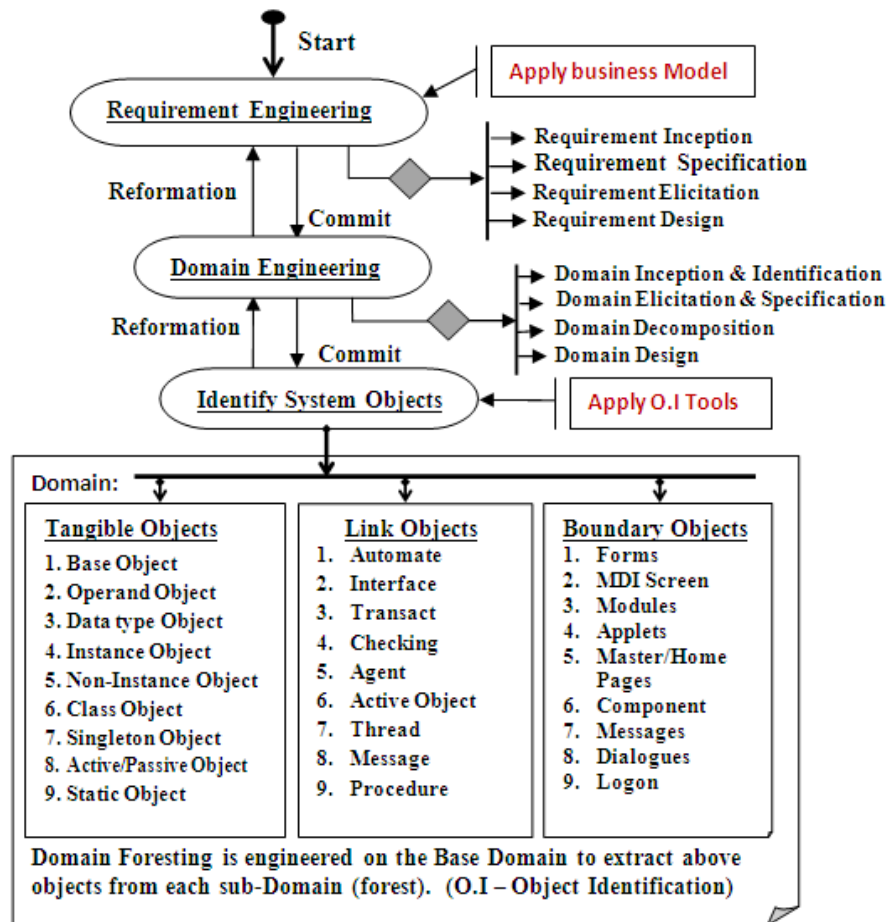 Start
Apply business Model
Requirement Engineering
Requirement Inception
Requirement Specification
Requirement Elicitation
Requirement Design
Reformation
Commit
Domain Engineering
Domain Inception & Identification
Domain Elicitation & Specification
Domain Decomposition
Domain Design
Reformation
Commit
Identify System Objects
Apply O.I Tools
Domain:
Tangible Objects
1. Base Object
2. Operand Object
3. Data type Object
4. Instance Object
5. Non-Instance Object
6. Class Object
7. Singleton Object
8. Active/Passive Object
9. Static Object
Link Objects
1. Automate
2. Interface
3. Transact
4. Checking
5. Agent
6. Active Object
7. Thread
8. Message
9. Procedure
Boundary Objects
1. Forms
2. MDI Screen
3. Modules
4. Applets
5. Master/Home
Pages
6. Component
7. Messages
8. Dialogues
9. Logon
Domain Foresting is engineered on the Base Domain to extract above
objects from each sub-Domain (forest). (O.I – Object Identification)